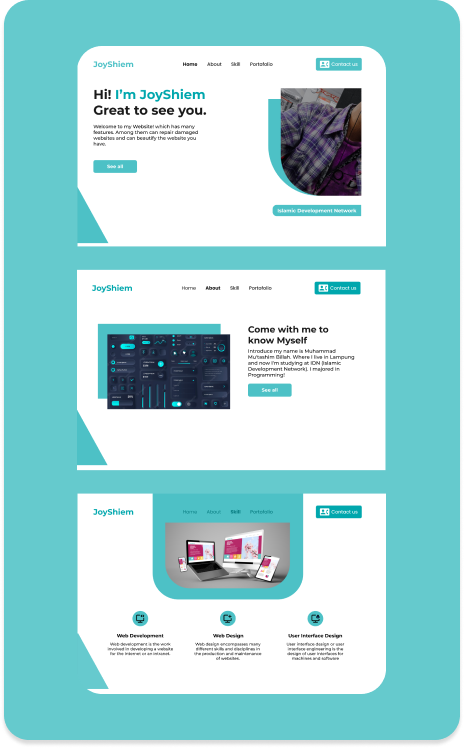 JoyShiem
Home About Skill Portofolio
Contact us
Hi! I'm JoyShiem
Great to see you.
Welcome to my Website! which has many
features. Among them can repair damaged
websites and can beautify the website you
have.
See all
Islamic Development Network
JoyShiem
Home About Skill Portofolio
Contact us
Come with me to
know Myself
Introduce my name is Muhammad
Mu'tashim Billah. Where I live in Lampung
and now I'm studying at IDN (Islamic
Development Network). I majored in
Programming!
See all
JoyShiem
Home About Skill Portofolio
Contact us
Web Development
Web development is the work
involved in developing a website
for the Internet or an intranet.
Web Design
Web design encompasses many
different skills and disciplines in
the production and maintenance
of websites.
User Interface Design
User interface design or user
interface engineering is the
design of user interfaces for
machines and software